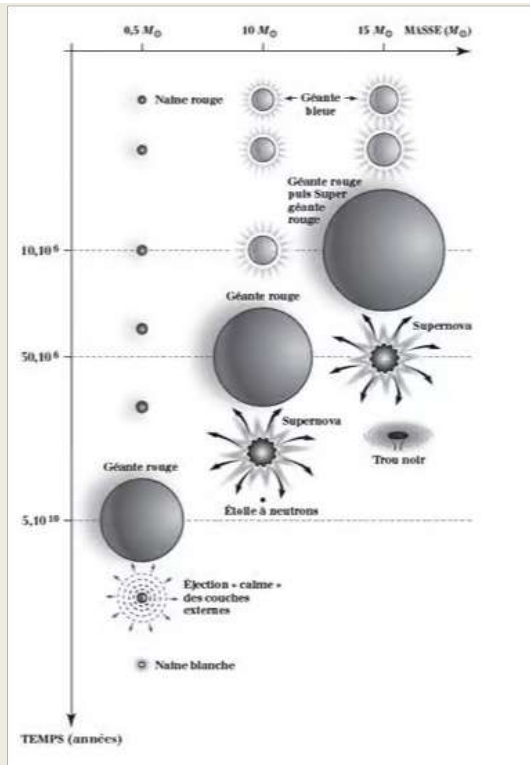 0,5 M⊙ 10 M⊙ 15 M⊙ MASSE (M⊙)
Naine rouge
Géante
bleue
Géante rouge
puis Super
géante
rouge
10,10⁶
Géante rouge
Supernova
50,10⁶
Supernova
Trou noir
Géante rouge
Étoile à neutrons
5,10¹⁰
Éjection « calme »
des couches
externes
Naine blanche
TEMPS (années)